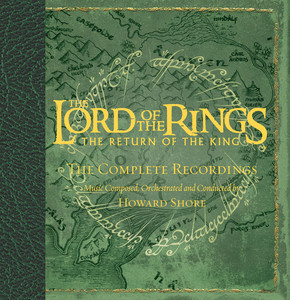 THE LORD OF THE RINGS
THE RETURN OF THE KING
THE COMPLETE RECORDINGS
Music Composed, Orchestrated and Conducted by
HOWARD SHORE